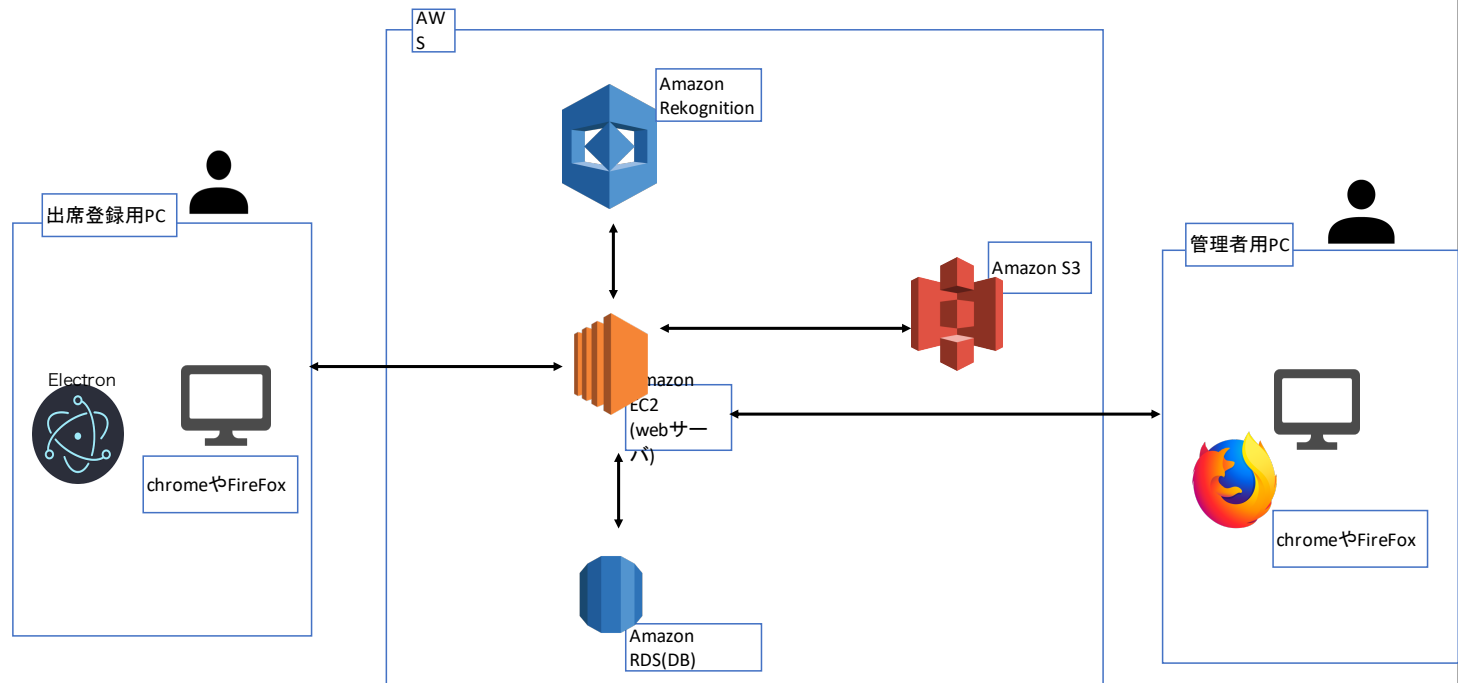 AW
S
Amazon
Rekognition
出席登録用PC
管理者用PC
Amazon S3
Electron
mazon
EC2
(webサー
バ)
chromeやFireFox
chromeやFireFox
Amazon
RDS(DB)